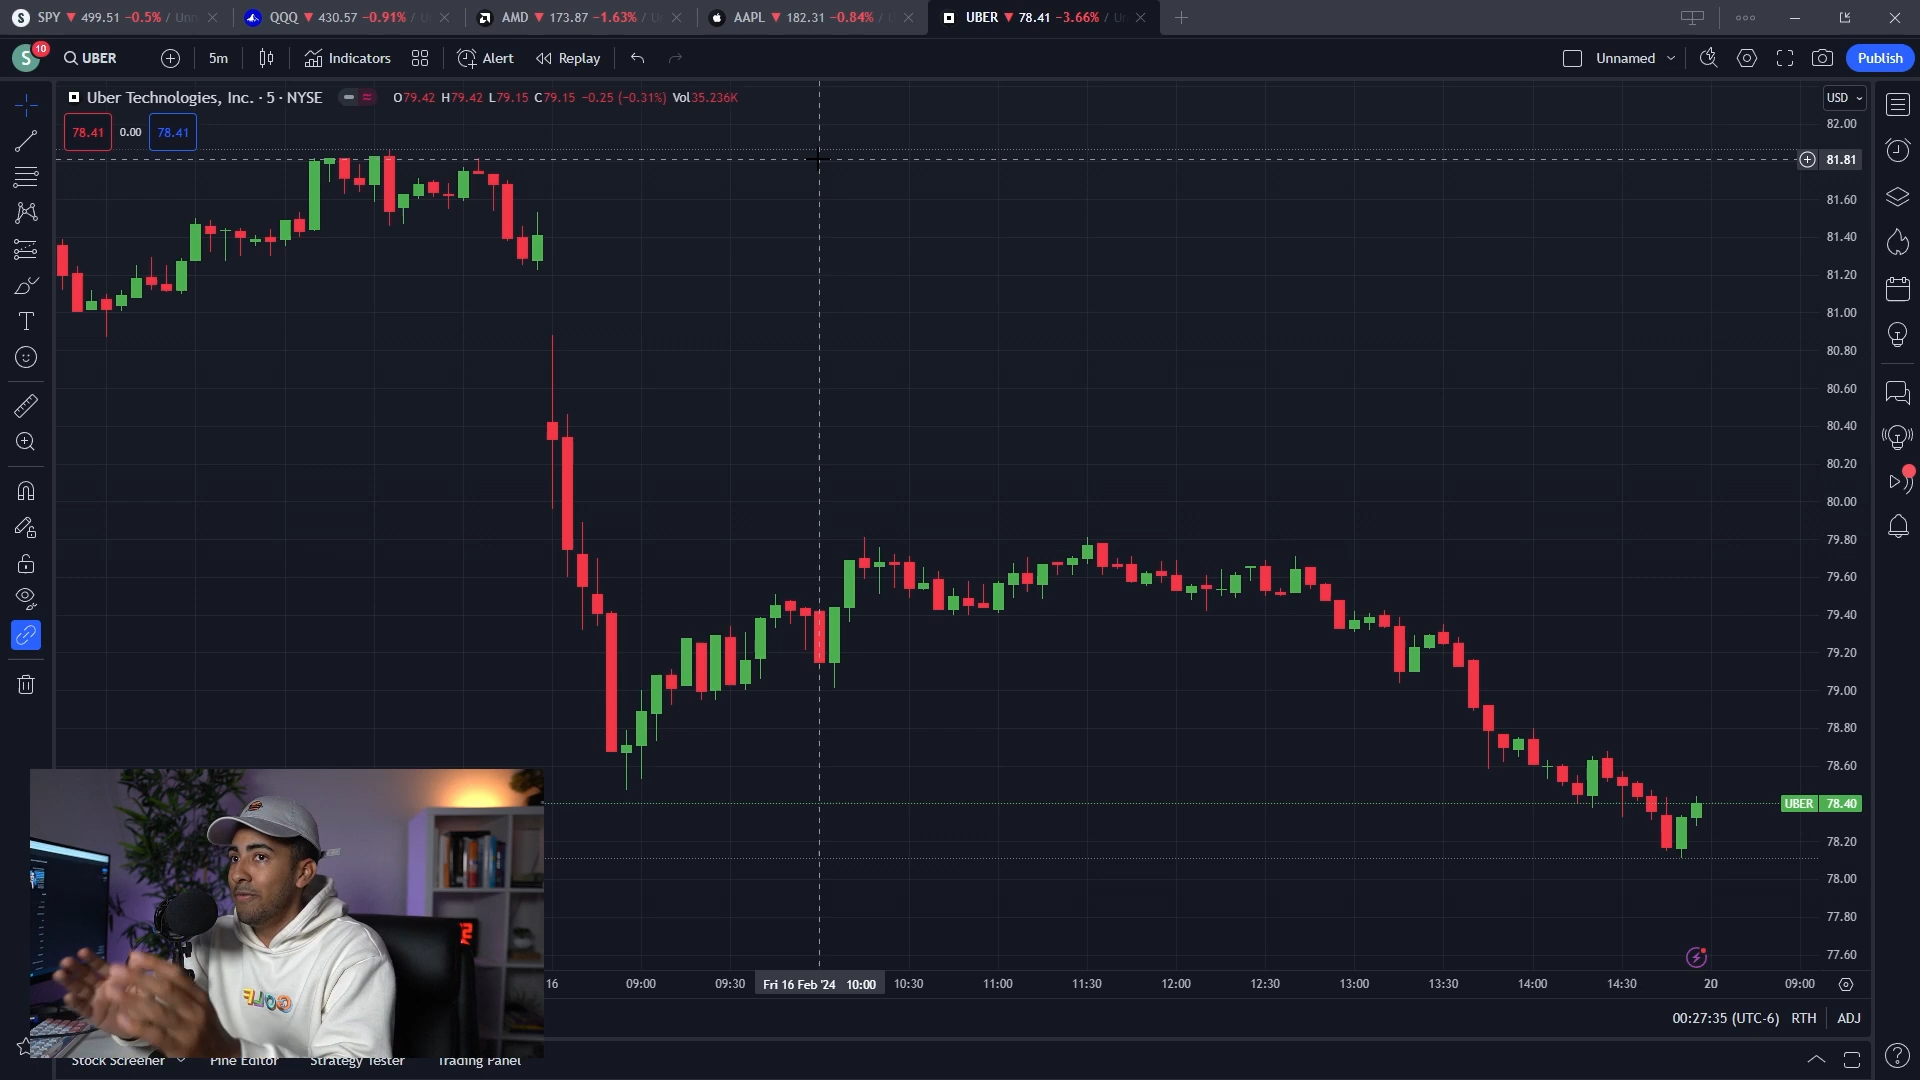 SPY ▼ 499.51 −0.5% / Unn
QQQ ▼ 430.57 −0.91% / U
AMD ▼ 173.87 −1.63% / U
AAPL ▼ 182.31 −0.84% / U
UBER ▼ 78.41 −3.66% / Un
S 10
UBER
5m
Indicators
Alert
Replay
Unnamed
Publish
Uber Technologies, Inc. · 5 · NYSE
O79.42 H79.42 L79.15 C79.15 −0.25 (−0.31%) Vol35.236K
78.41 0.00 78.41
USD
82.00
81.81
81.60
81.40
81.20
81.00
80.80
80.60
80.40
80.20
80.00
79.80
79.60
79.40
79.20
79.00
78.80
78.60
UBER 78.40
78.20
78.00
77.80
77.60
GOLF
16 09:00 09:30 Fri 16 Feb '24 10:00 10:30 11:00 11:30 12:00 12:30 13:00 13:30 14:00 14:30 20 09:00
00:27:35 (UTC-6) RTH ADJ
Stock Screener Pine Editor Strategy Tester Trading Panel